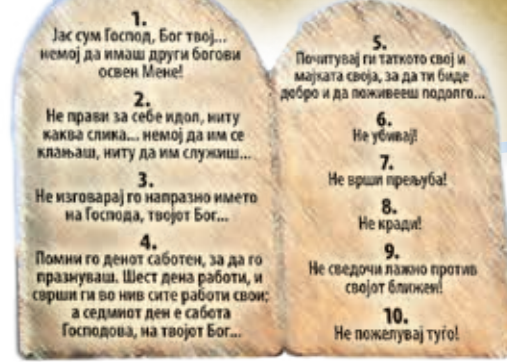 1.
Јас сум Господ, Бог твој...
немој да имаш други богови
освен Мене!
2.
Не прави за себе идол, ниту
каква слика... немој да им се
клањаш, ниту да им служиш...
3.
Не изговарај го напразно името
на Господа, твојот Бог...
4.
Помни го денот саботен, за да го
празнуваш. Шест дена работи, и
сврши ги во нив сите работи свои;
а седмиот ден е сабота
Господова, на твојот Бог...
5.
Почитувај ги таткото свој и
мајката своја, за да ти биде
добро и да поживееш подолго...
6.
Не убивај!
7.
Не врши прељуба!
8.
Не кради!
9.
Не сведочи лажно против
својот ближен!
10.
Не пожелувај туѓо!